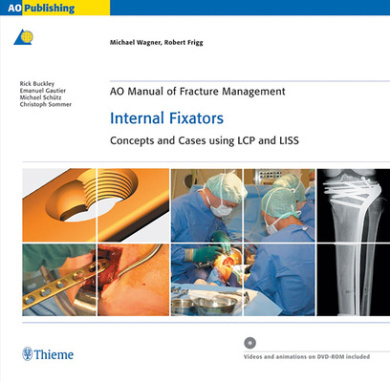 AO Publishing
Michael Wagner, Robert Frigg
Rick Buckley
Emanuel Gautier
Michael Schütz
Christoph Sommer
AO Manual of Fracture Management
Internal Fixators
Concepts and Cases using LCP and LISS
Thieme
Videos and animations on DVD-ROM included